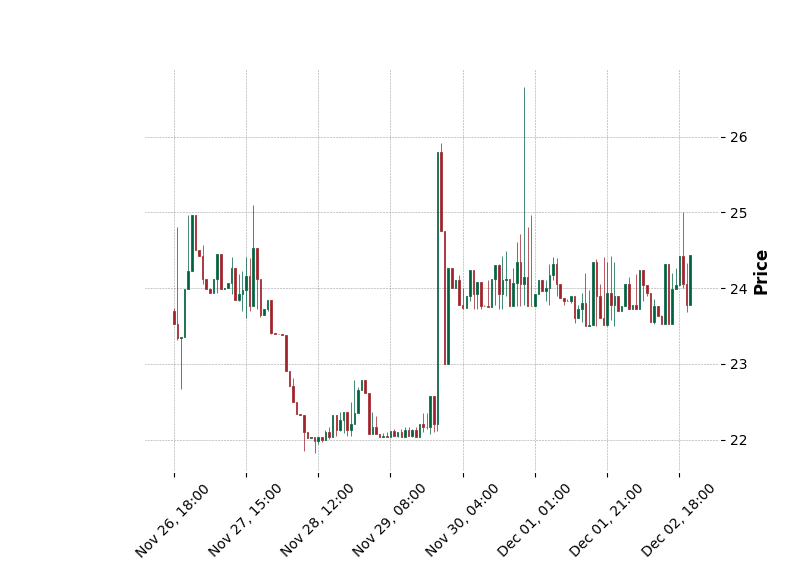 26
25
24
23
22
Price
Nov 26, 18:00
Nov 27, 15:00
Nov 28, 12:00
Nov 29, 08:00
Nov 30, 04:00
Dec 01, 01:00
Dec 01, 21:00
Dec 02, 18:00